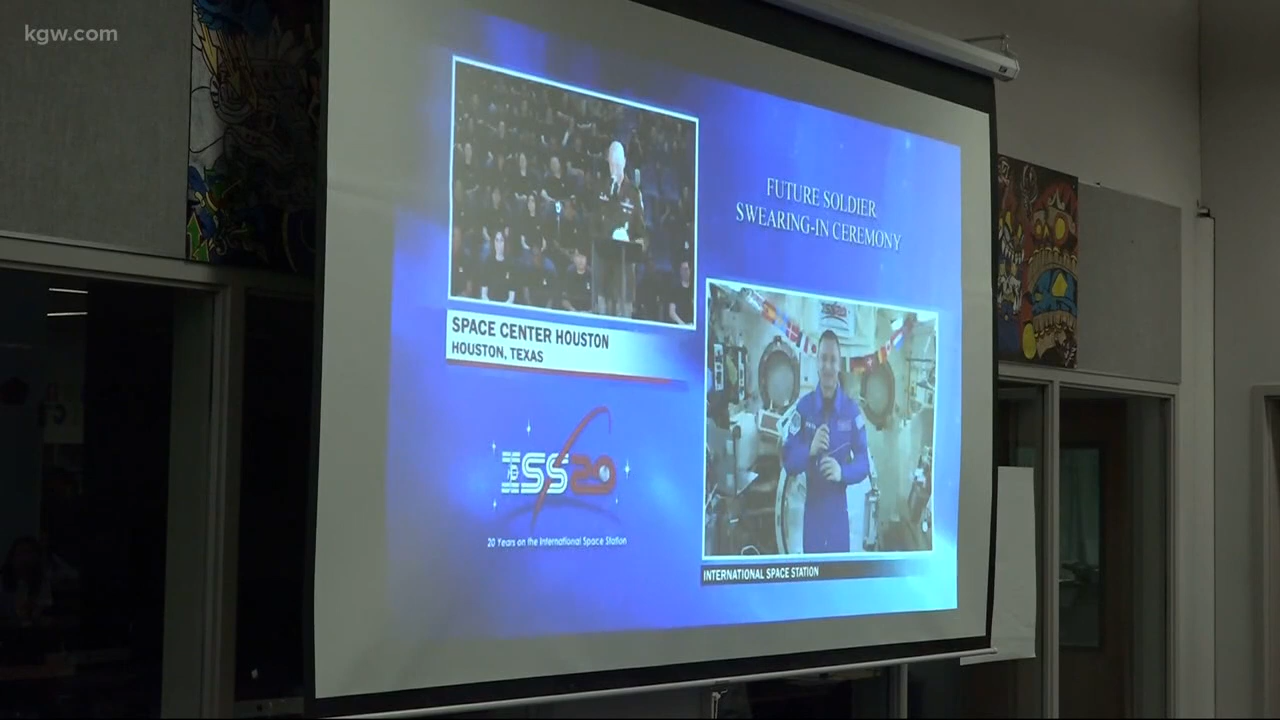 kgw.com
FUTURE SOLDIER
SWEARING-IN CEREMONY
SPACE CENTER HOUSTON
HOUSTON, TEXAS
ISS20
20 Years on the International Space Station
INTERNATIONAL SPACE STATION